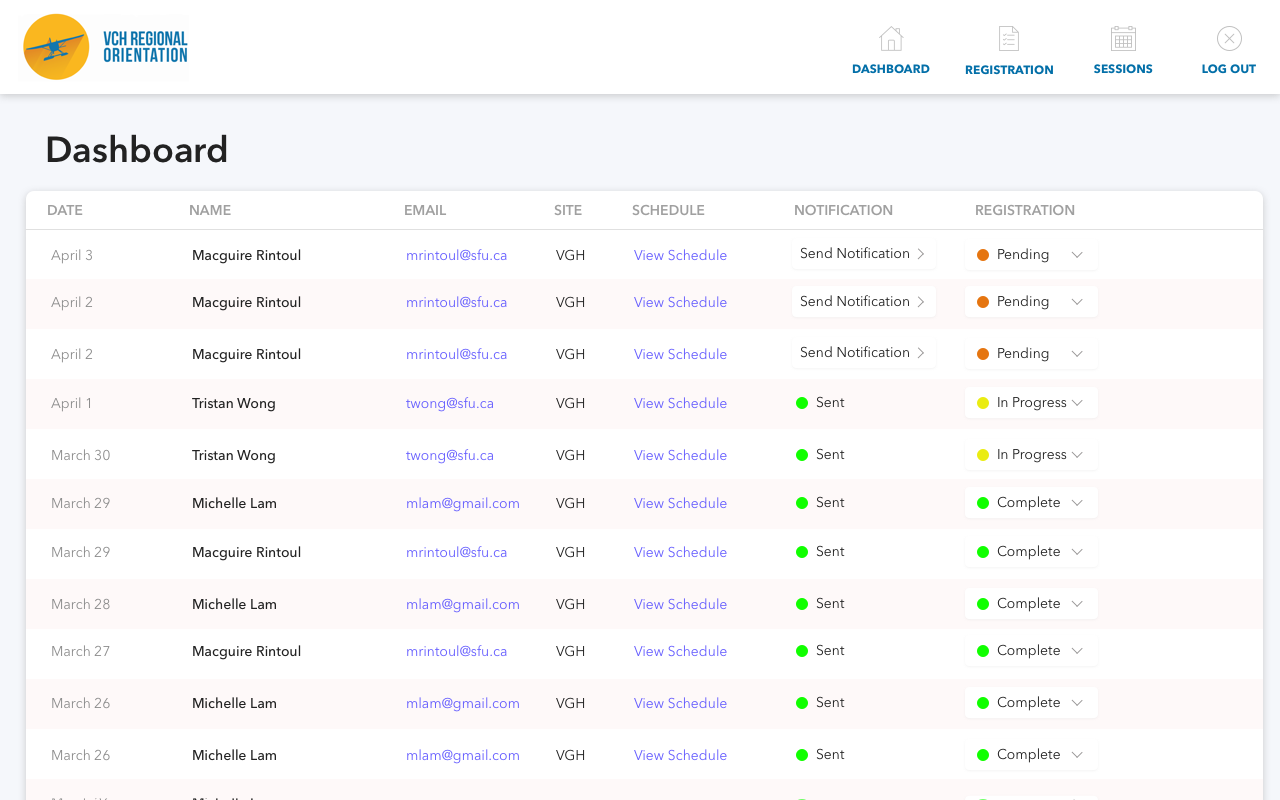 VCH REGIONAL
ORIENTATION
DASHBOARD REGISTRATION SESSIONS LOG OUT
Dashboard
DATE NAME EMAIL SITE SCHEDULE NOTIFICATION REGISTRATION
April 3 Macguire Rintoul mrintoul@sfu.ca VGH View Schedule Send Notification Pending
April 2 Macguire Rintoul mrintoul@sfu.ca VGH View Schedule Send Notification Pending
April 2 Macguire Rintoul mrintoul@sfu.ca VGH View Schedule Send Notification Pending
April 1 Tristan Wong twong@sfu.ca VGH View Schedule Sent In Progress
March 30 Tristan Wong twong@sfu.ca VGH View Schedule Sent In Progress
March 29 Michelle Lam mlam@gmail.com VGH View Schedule Sent Complete
March 29 Macguire Rintoul mrintoul@sfu.ca VGH View Schedule Sent Complete
March 28 Michelle Lam mlam@gmail.com VGH View Schedule Sent Complete
March 27 Macguire Rintoul mrintoul@sfu.ca VGH View Schedule Sent Complete
March 26 Michelle Lam mlam@gmail.com VGH View Schedule Sent Complete
March 26 Michelle Lam mlam@gmail.com VGH View Schedule Sent Complete